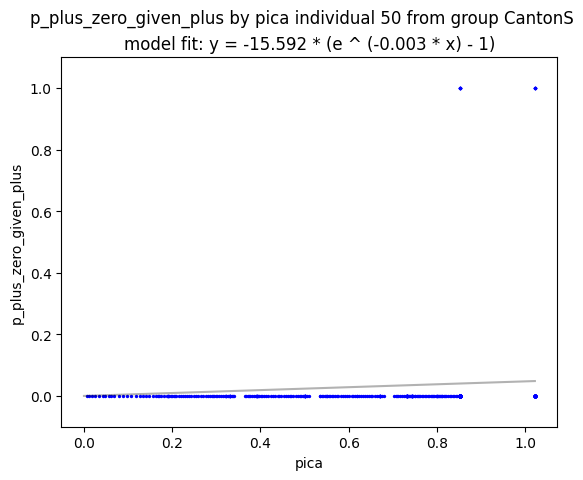 p_plus_zero_given_plus by pica individual 50 from group CantonS
model fit: y = -15.592 * (e ^ (-0.003 * x) - 1)
1.0
0.8
0.6
0.4
0.2
0.0
p_plus_zero_given_plus
0.0 0.2 0.4 0.6 0.8 1.0
pica